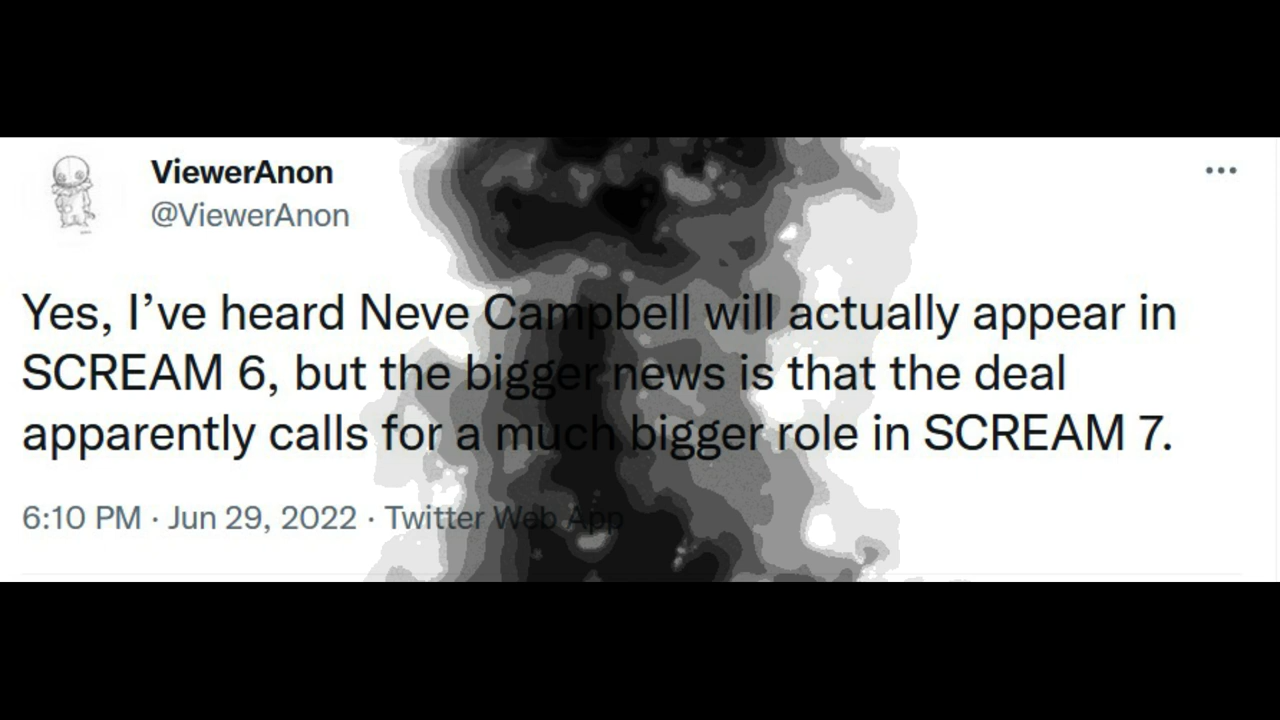 ViewerAnon
@ViewerAnon
Yes, I’ve heard Neve Campbell will actually appear in
SCREAM 6, but the bigger news is that the deal
apparently calls for a much bigger role in SCREAM 7.
6:10 PM · Jun 29, 2022 · Twitter Web App